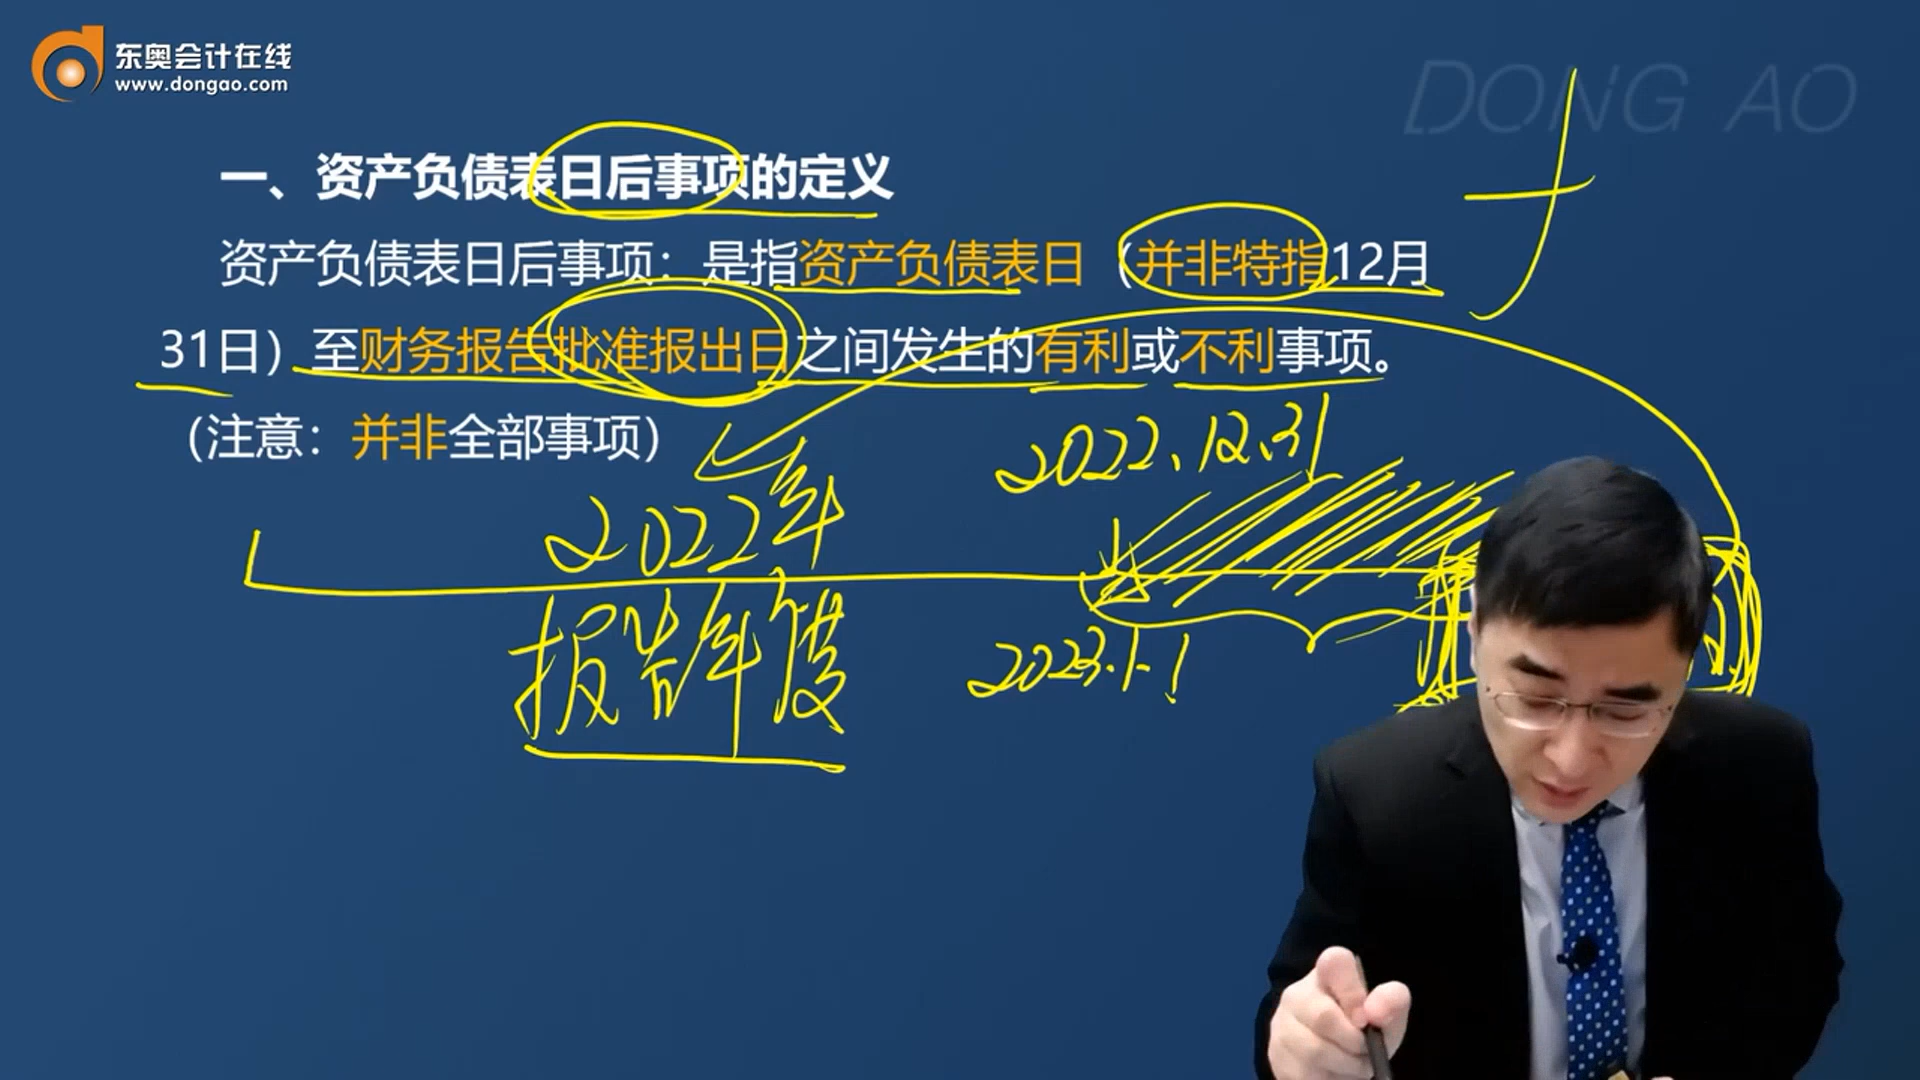 东奥会计在线
www.dongao.com
DONG AO
一、资产负债表日后事项的定义
资产负债表日后事项：是指资产负债表日（并非特指12月
31日）至财务报告批准报出日之间发生的有利或不利事项。
（注意：并非全部事项）
2022.12.31
2022年
报告年度
2023.1.1